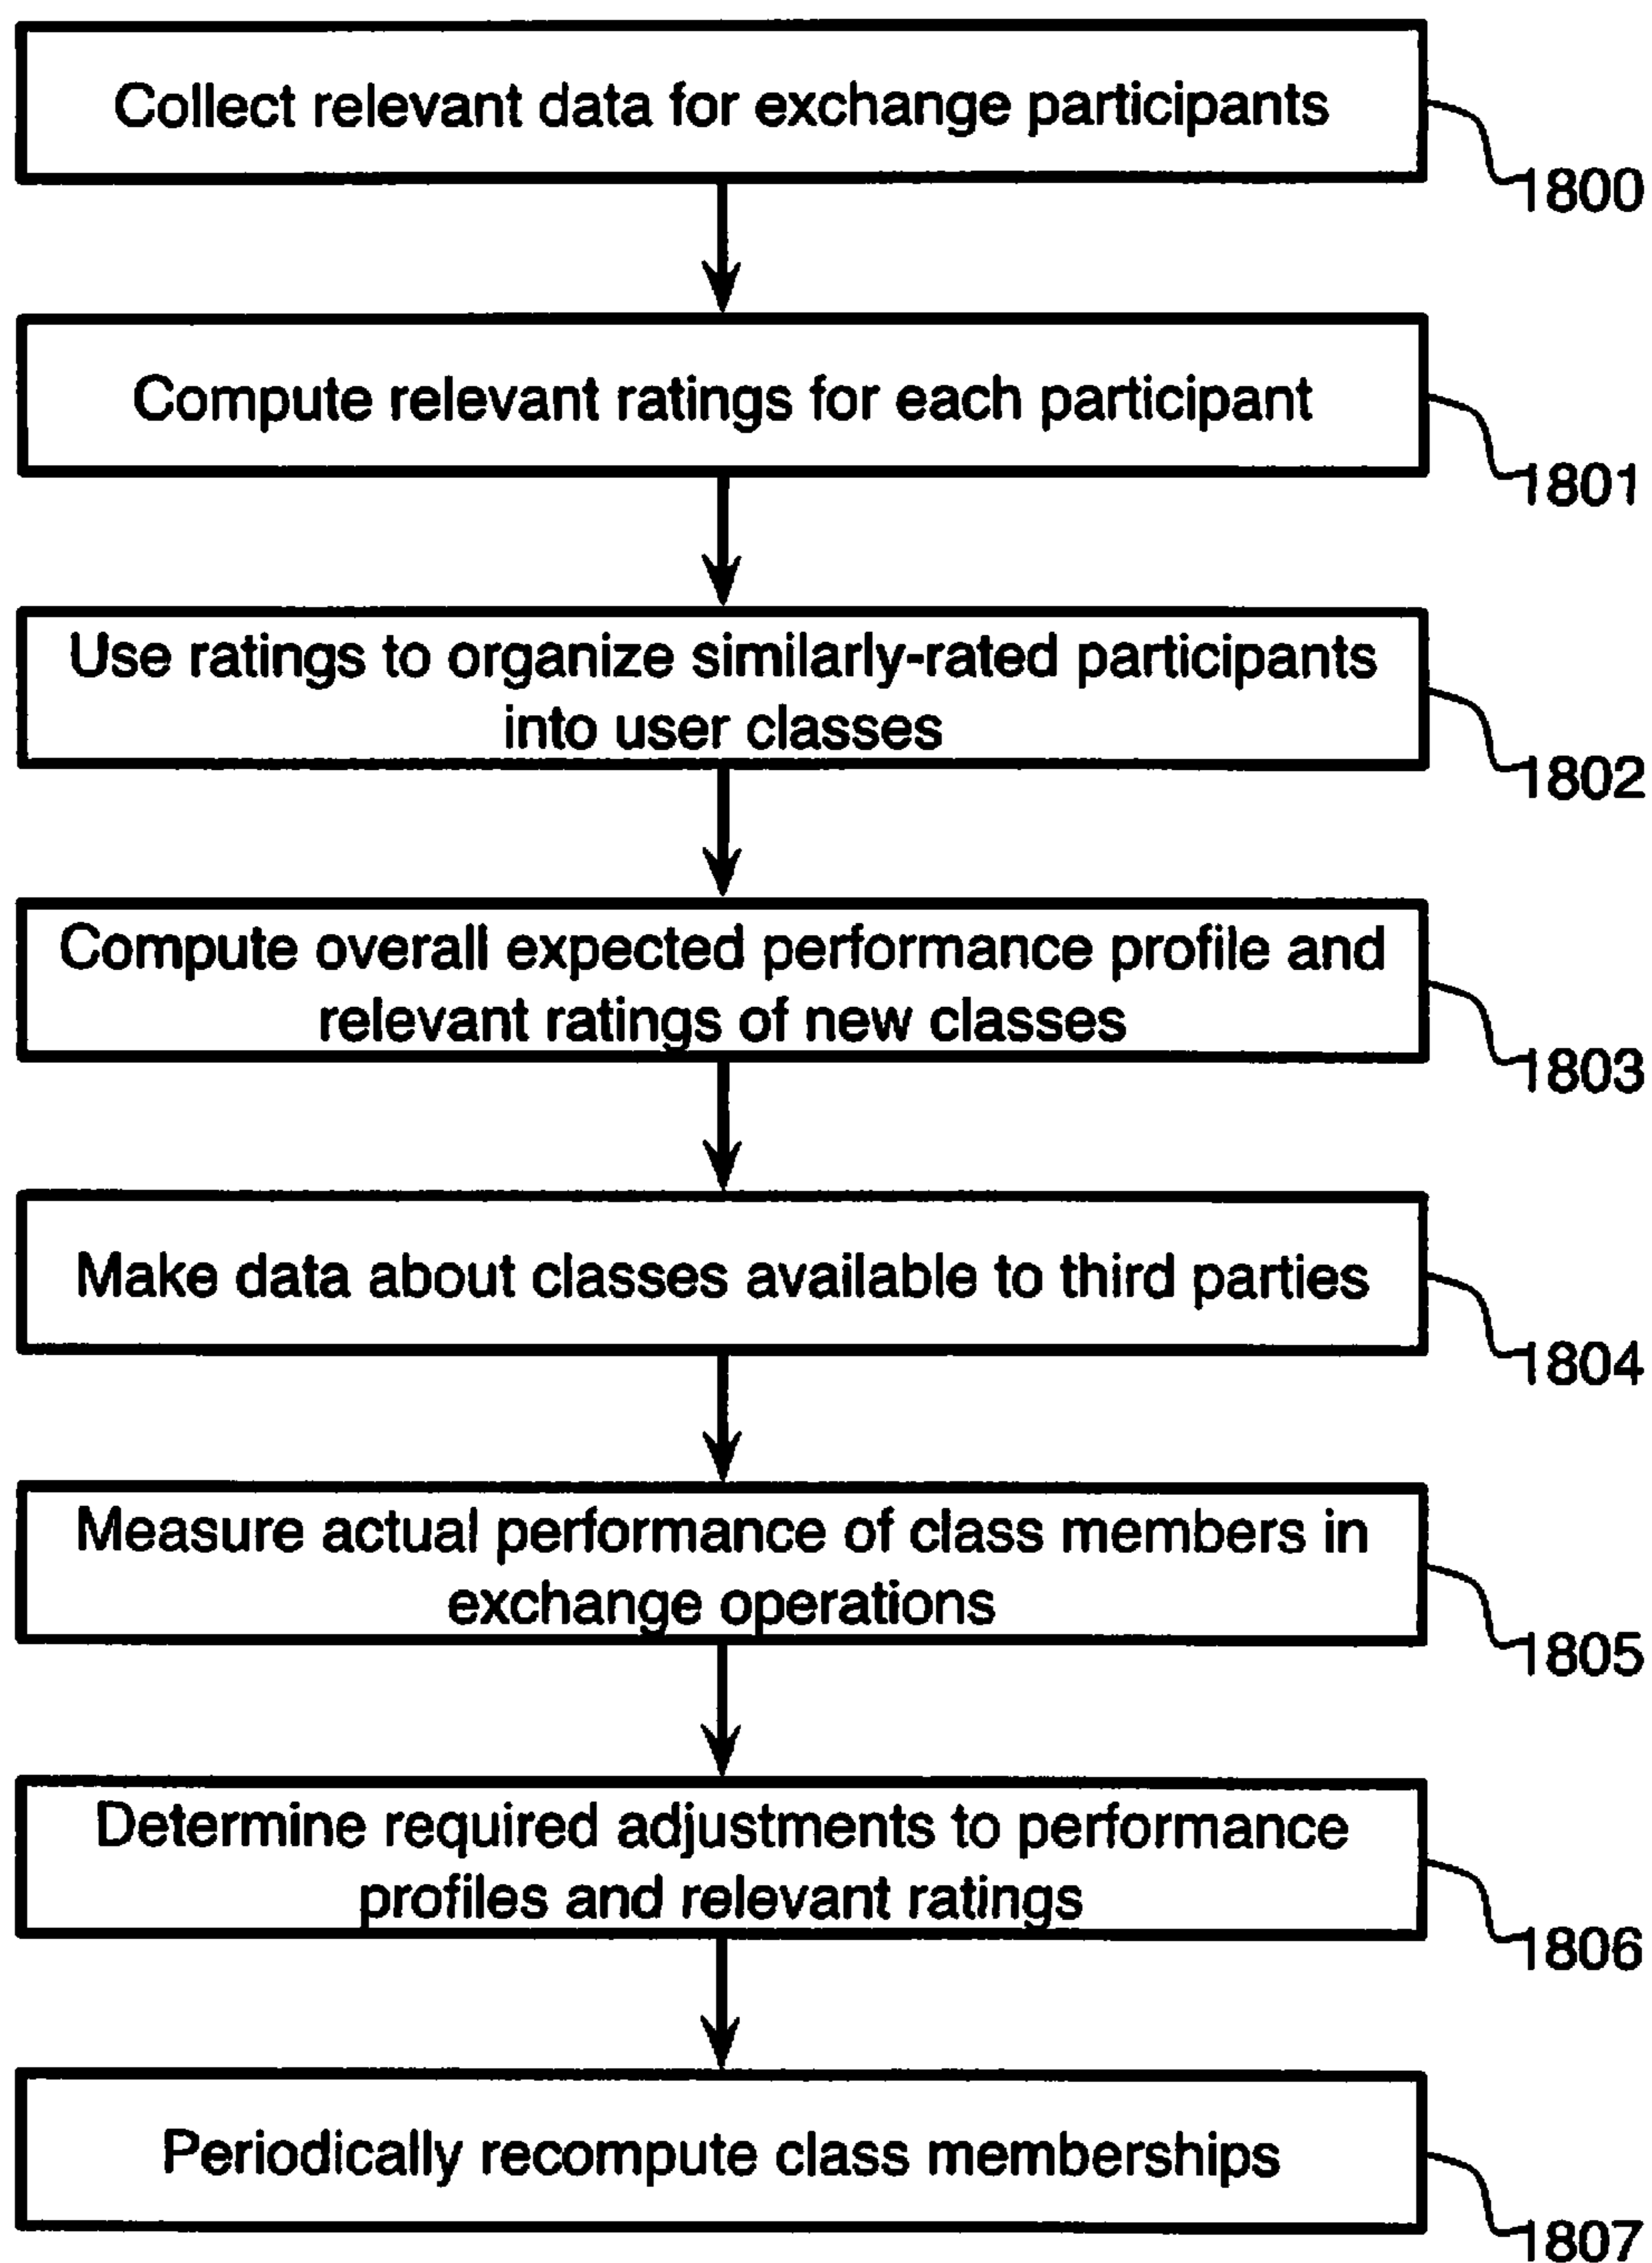 Collect relevant data for exchange participants
1800
Compute relevant ratings for each participant
1801
Use ratings to organize similarly-rated participants
into user classes
1802
Compute overall expected performance profile and
relevant ratings of new classes
1803
Make data about classes available to third parties
1804
Measure actual performance of class members in
exchange operations
1805
Determine required adjustments to performance
profiles and relevant ratings
1806
Periodically recompute class memberships
1807